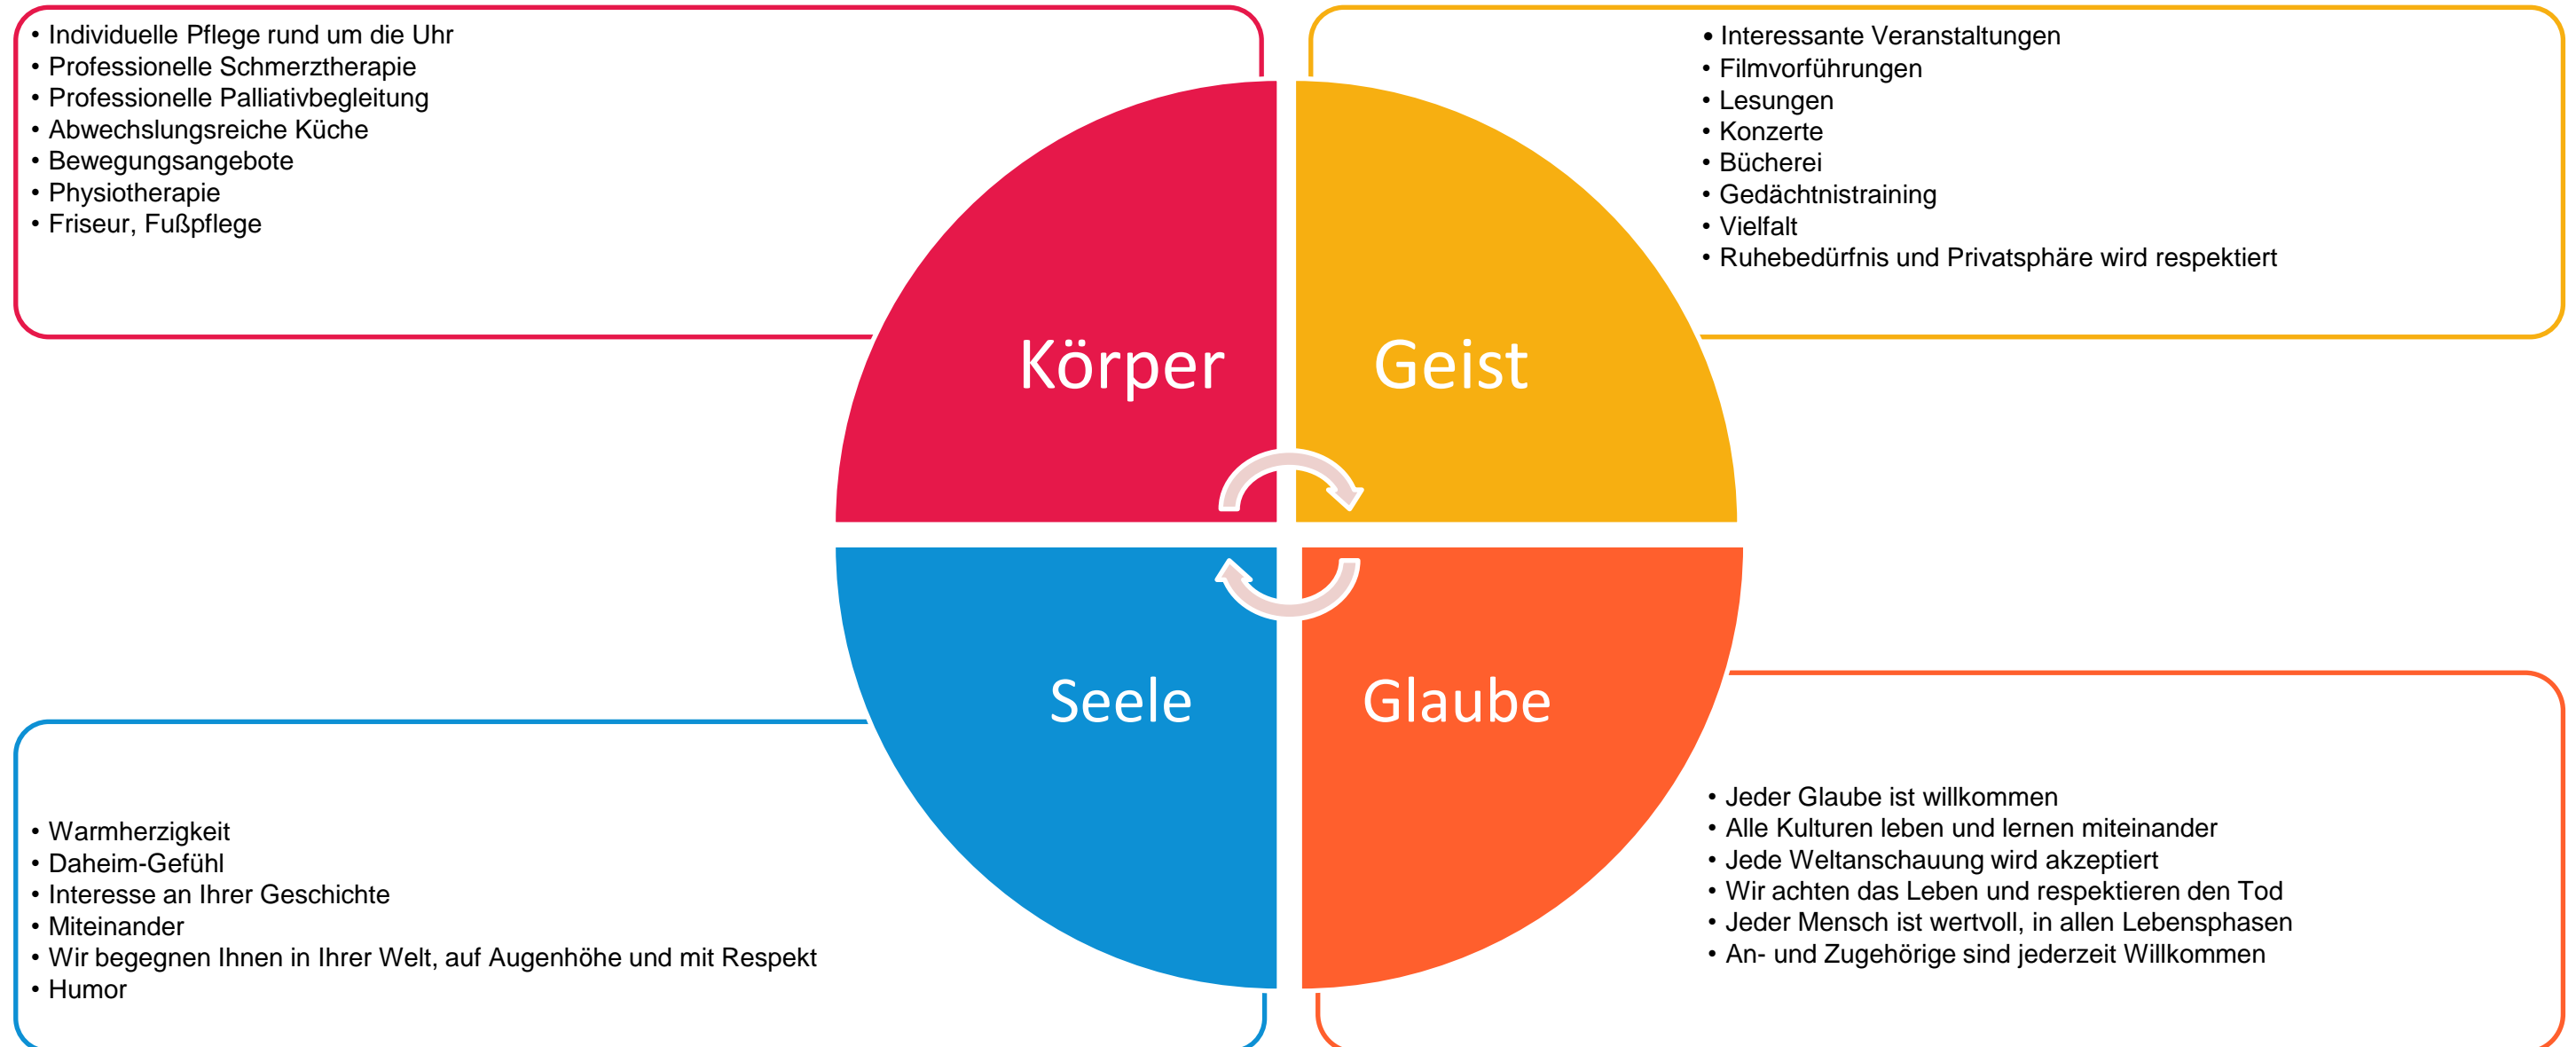 • Individuelle Pflege rund um die Uhr
• Professionelle Schmerztherapie
• Professionelle Palliativbegleitung
• Abwechslungsreiche Küche
• Bewegungsangebote
• Physiotherapie
• Friseur, Fußpflege
• Interessante Veranstaltungen
• Filmvorführungen
• Lesungen
• Konzerte
• Bücherei
• Gedächtnistraining
• Vielfalt
• Ruhebedürfnis und Privatsphäre wird respektiert
Körper
Geist
Seele
Glaube
• Warmherzigkeit
• Daheim-Gefühl
• Interesse an Ihrer Geschichte
• Miteinander
• Wir begegnen Ihnen in Ihrer Welt, auf Augenhöhe und mit Respekt
• Humor
• Jeder Glaube ist willkommen
• Alle Kulturen leben und lernen miteinander
• Jede Weltanschauung wird akzeptiert
• Wir achten das Leben und respektieren den Tod
• Jeder Mensch ist wertvoll, in allen Lebensphasen
• An- und Zugehörige sind jederzeit Willkommen